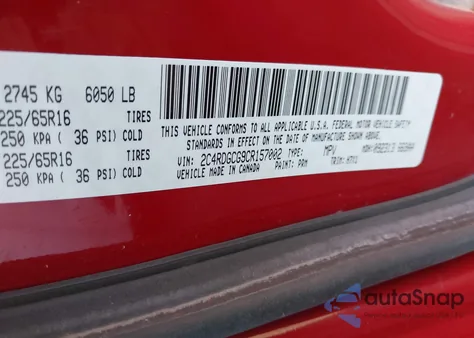 2745 KG 6050 LB
225/65R16 TIRES
250 KPA ( 36 PSI) COLD
225/65R16 TIRES
250 KPA ( 36 PSI) COLD
THIS VEHICLE CONFORMS TO ALL APPLICABLE U.S.A. FEDERAL MOTOR VEHICLE SAFETY
STANDARDS IN EFFECT ON THE DATE OF MANUFACTURE SHOWN ABOVE.
VIN: 2C4RDGCG9CR157002 TYPE: MPV
VEHICLE MADE IN CANADA PAINT: PRM TRIM:
autoSnap